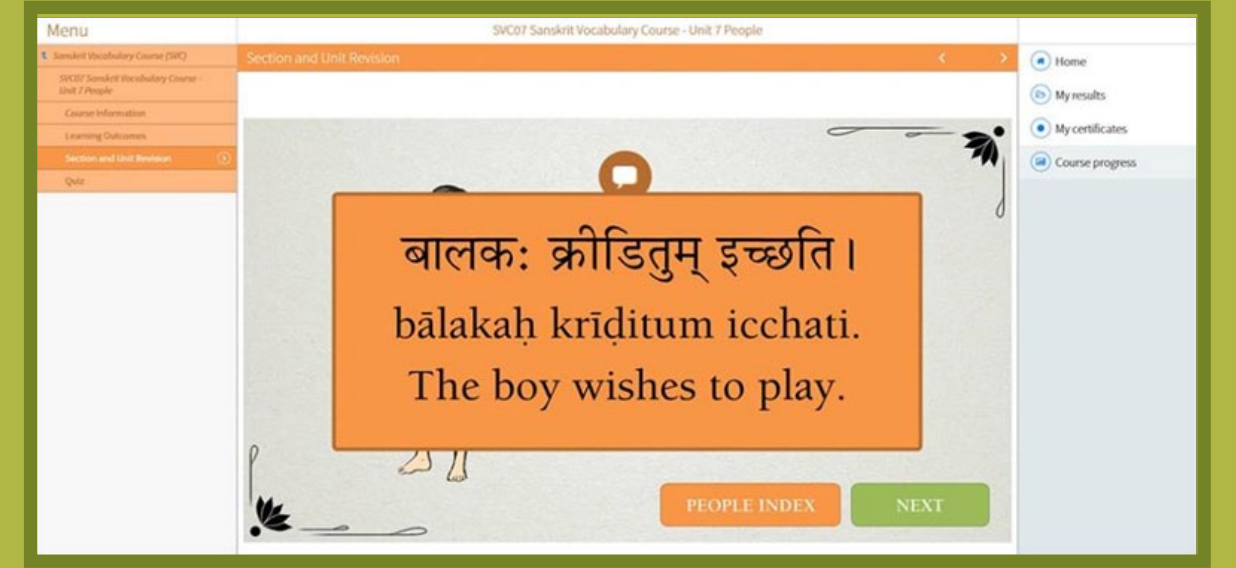 Menu
SVC07 Sanskrit Vocabulary Course - Unit 7 People
Sanskrit Vocabulary Course (SVC)
SVC07 Sanskrit Vocabulary Course -
Unit 7 People
Course Information
Learning Outcomes
Section and Unit Revision
Quiz
Section and Unit Revision
बालकः क्रीडितुम् इच्छति।
bālakaḥ krīḍitum icchati.
The boy wishes to play.
PEOPLE INDEX
NEXT
Home
My results
My certificates
Course progress